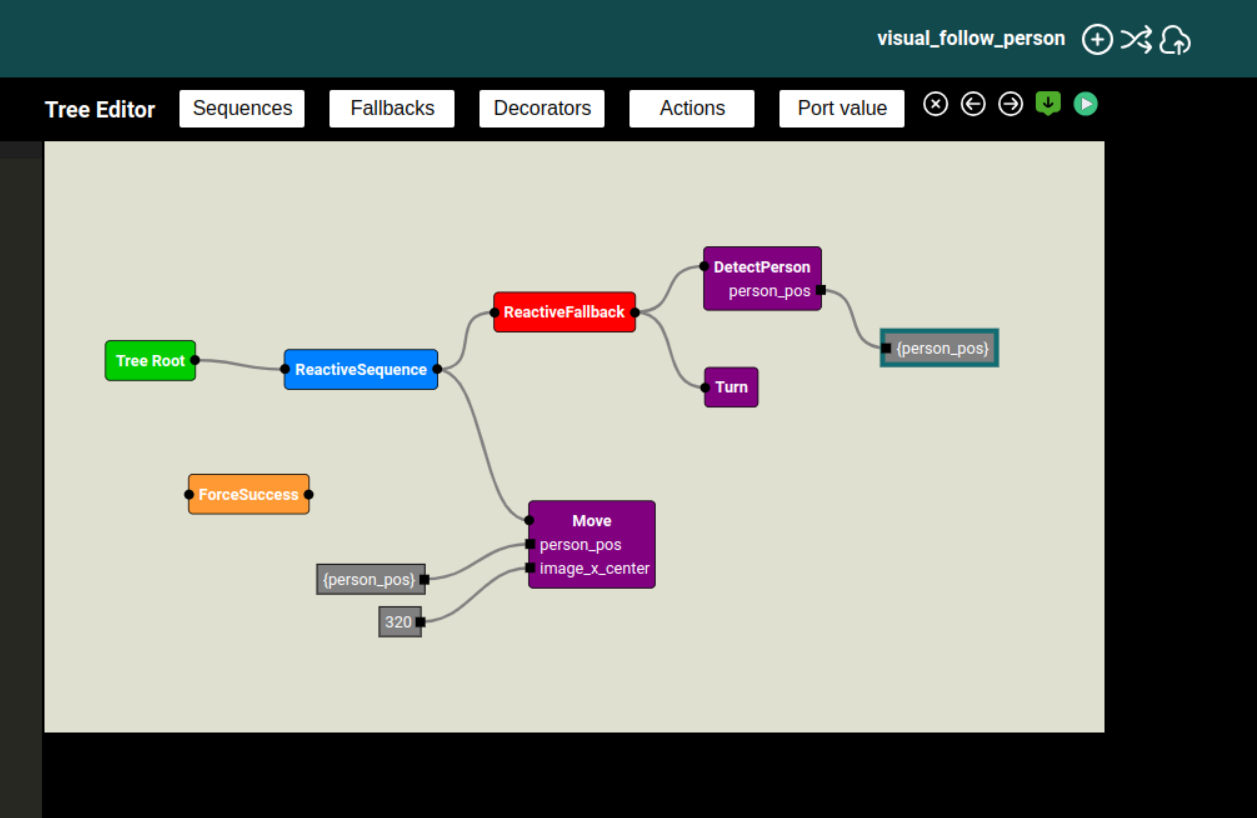 visual_follow_person
Tree Editor
Sequences
Fallbacks
Decorators
Actions
Port value
DetectPerson
person_pos
ReactiveFallback
{person_pos}
Tree Root
ReactiveSequence
Turn
ForceSuccess
Move
person_pos
image_x_center
{person_pos}
320